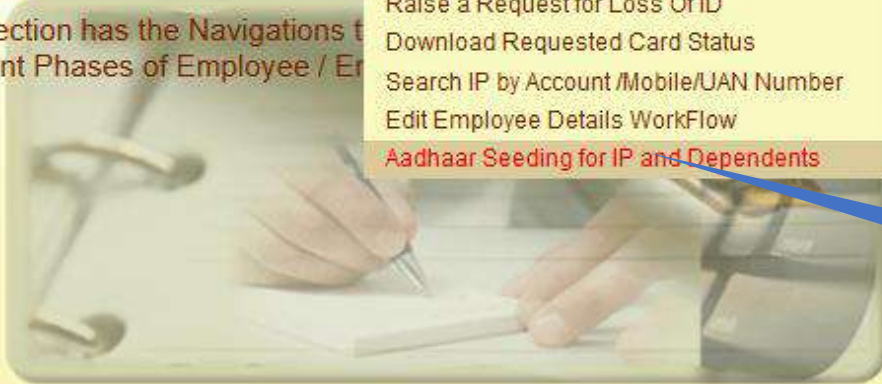 Raise a Request for Loss Of ID
ection has the Navigations t
Download Requested Card Status
nt Phases of Employee / Er
Search IP by Account /Mobile/UAN Number
Edit Employee Details WorkFlow
Aadhaar Seeding for IP and Dependents